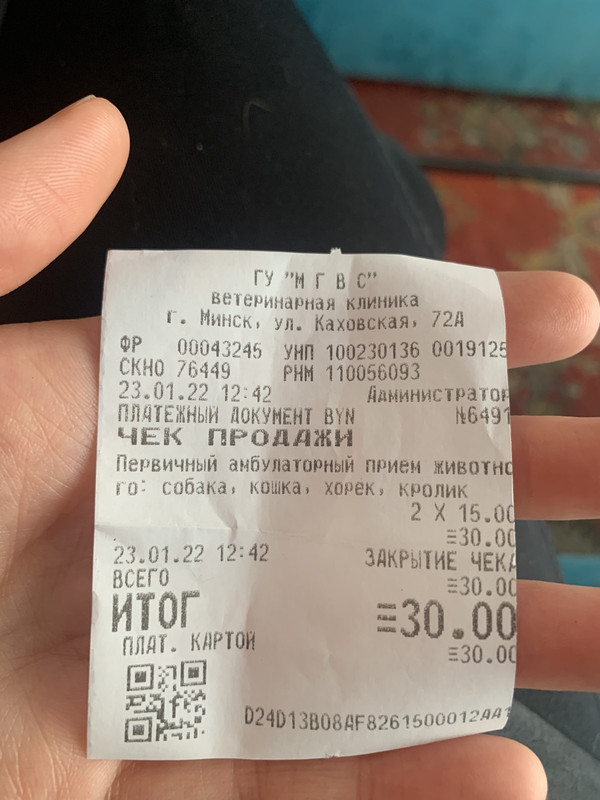 ГУ "М Г В С"
ветеринарная клиника
г. Минск, ул. Каховская, 72А
ФР 00043245 УНП 100230136 0019125
СКНО 76449 РНМ 110056093
23.01.22 12:42 Администратор
ПЛАТЕЖНЫЙ ДОКУМЕНТ BYN №6491
ЧЕК ПРОДАЖИ
Первичный амбулаторный прием животно
го: собака, кошка, хорек, кролик
2 X 15.00
≡30.00
23.01.22 12:42 ЗАКРЫТИЕ ЧЕКА
ВСЕГО ≡30.00
ИТОГ ≡30.00
ПЛАТ. КАРТОЙ ≡30.00
D24D13B08AF8261500012AA1